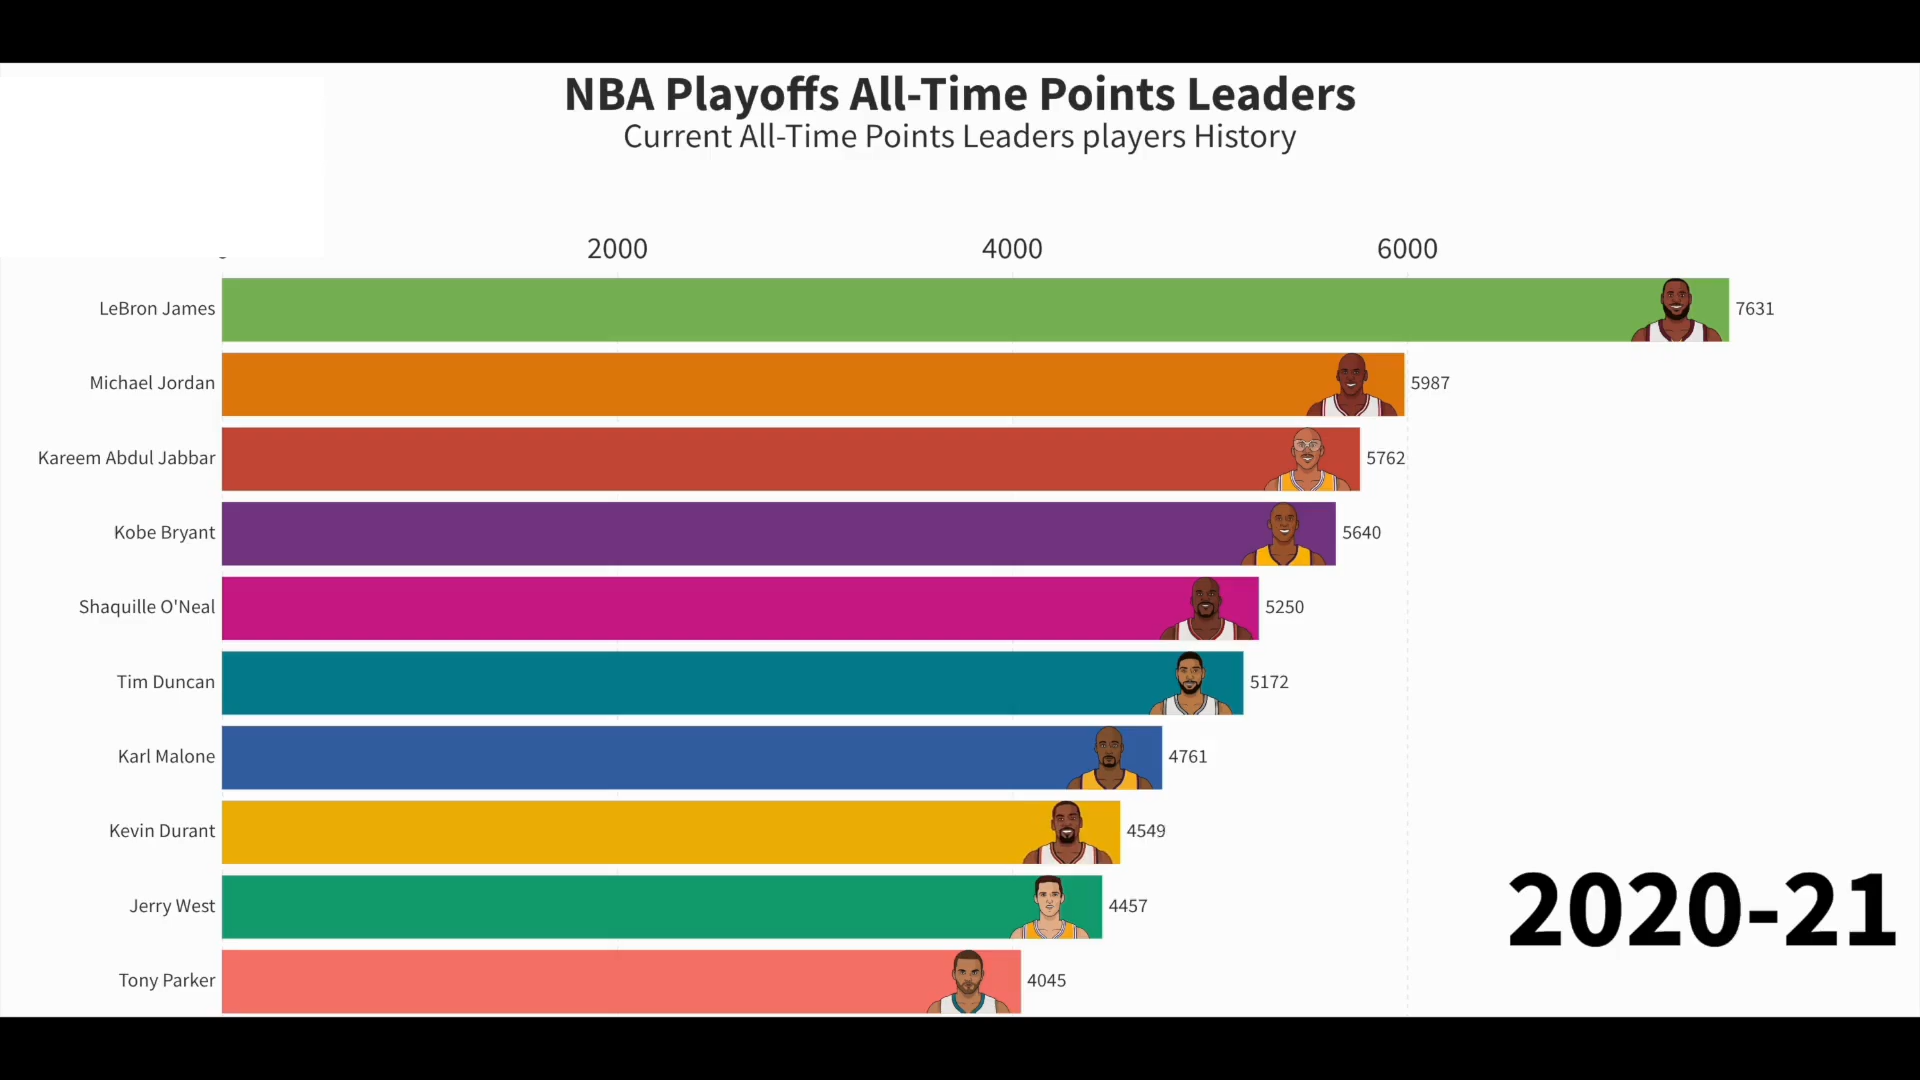 NBA Playoffs All-Time Points Leaders
Current All-Time Points Leaders players History
2000 4000 6000
LeBron James 7631
Michael Jordan 5987
Kareem Abdul Jabbar 5762
Kobe Bryant 5640
Shaquille O'Neal 5250
Tim Duncan 5172
Karl Malone 4761
Kevin Durant 4549
Jerry West 4457
Tony Parker 4045
2020-21